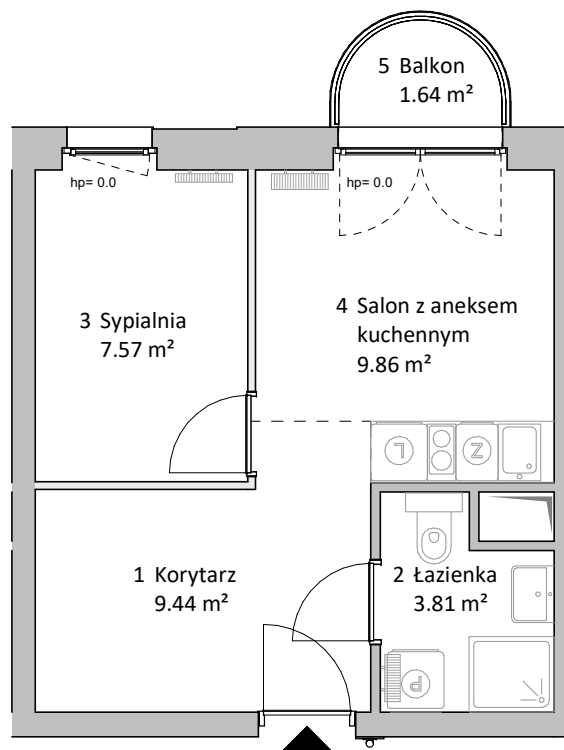 5 Balkon
1.64 m²
hp= 0.0
hp= 0.0
3 Sypialnia
7.57 m²
4 Salon z aneksem
kuchennym
9.86 m²
L
Z
1 Korytarz
9.44 m²
2 Łazienka
3.81 m²
P